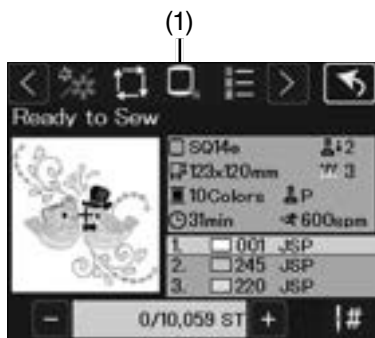 (1)
Ready to Sew
SQ14e 2
123x120mm 3
10Colors P
31min 600spm
1. 001 JSP
2. 245 JSP
3. 220 JSP
− 0/10,059 ST + #